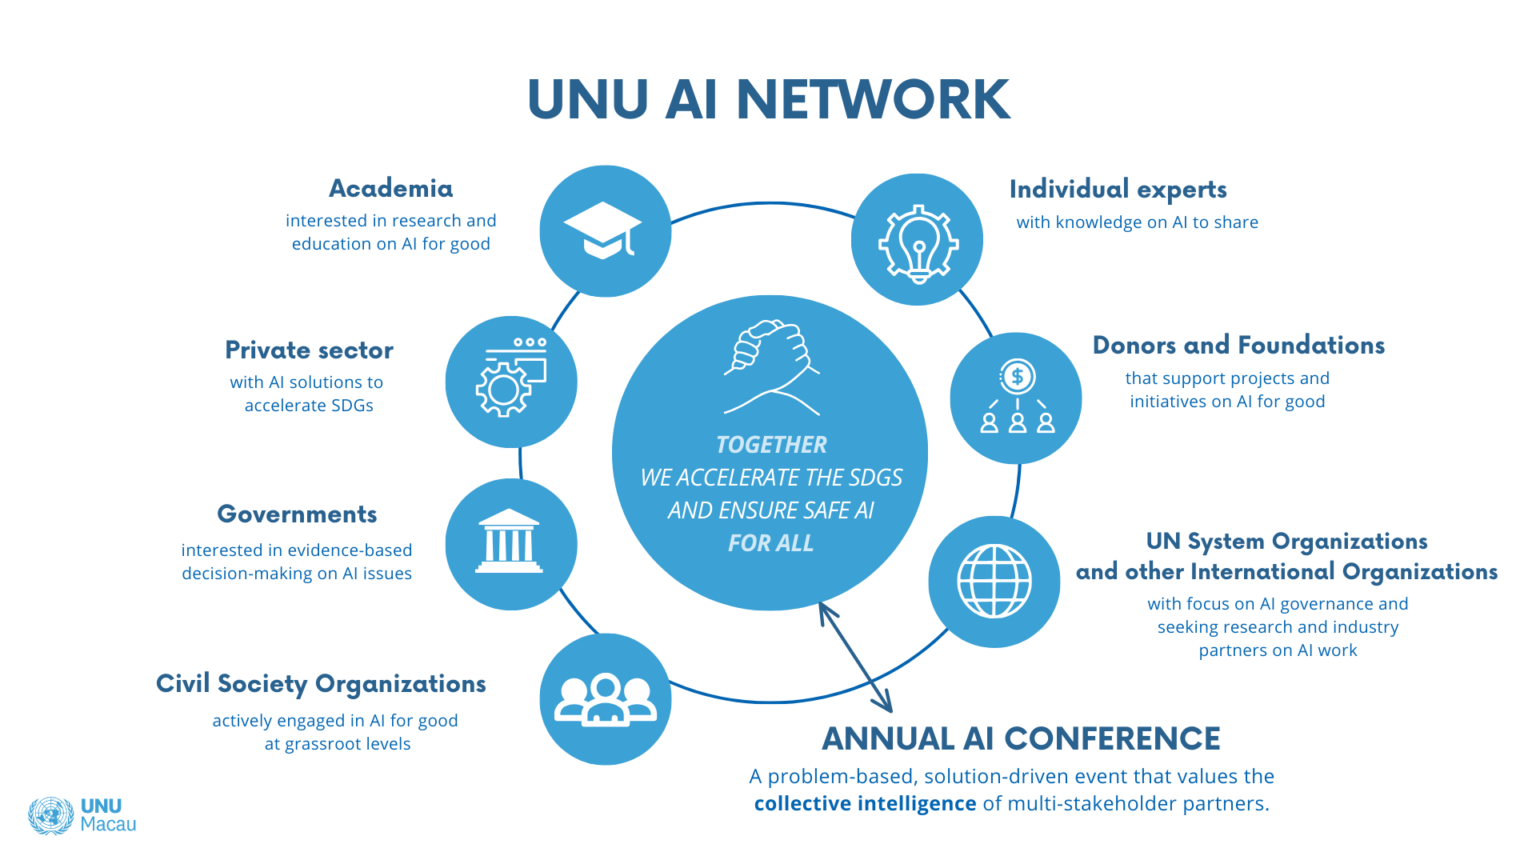 UNU AI NETWORK
Academia
interested in research and
education on AI for good
Private sector
with AI solutions to
accelerate SDGs
Governments
interested in evidence-based
decision-making on AI issues
Civil Society Organizations
actively engaged in AI for good
at grassroot levels
TOGETHER
WE ACCELERATE THE SDGS
AND ENSURE SAFE AI
FOR ALL
Individual experts
with knowledge on AI to share
$
Donors and Foundations
that support projects and
initiatives on AI for good
UN System Organizations
and other International Organizations
with focus on AI governance and
seeking research and industry
partners on AI work
ANNUAL AI CONFERENCE
A problem-based, solution-driven event that values the
collective intelligence of multi-stakeholder partners.
UNU
Macau